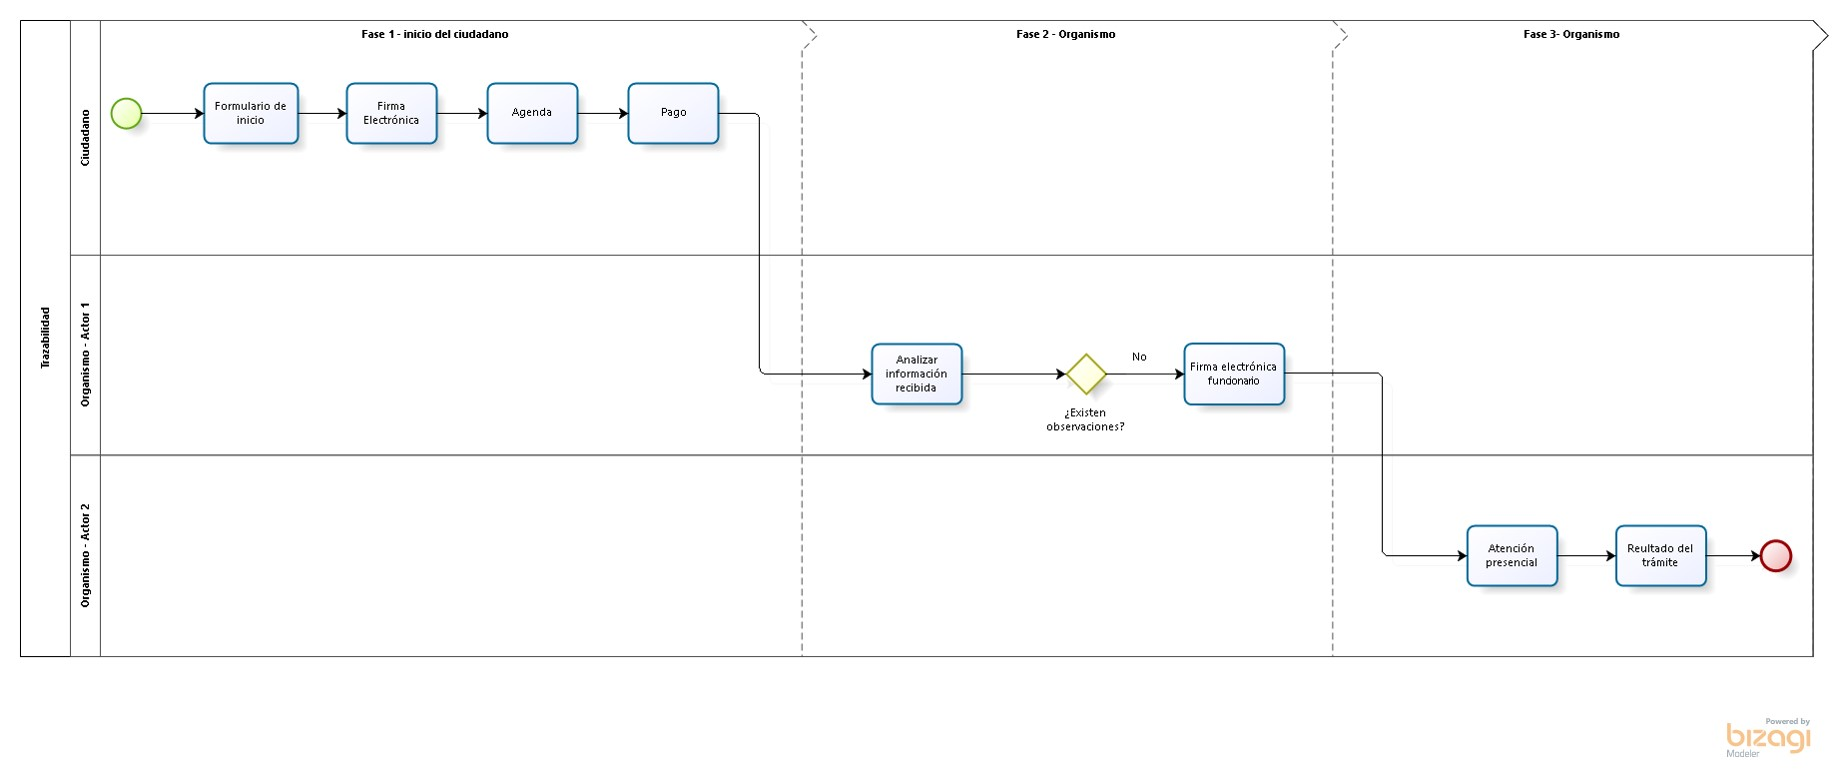 Fase 1 - inicio del ciudadano
Fase 2 - Organismo
Fase 3- Organismo
Trazabilidad
Ciudadano
Formulario de
inicio
Firma
Electrónica
Agenda
Pago
Organismo - Actor 1
Analizar
información
recibida
¿Existen
observaciones?
No
Firma electrónica
funcionario
Organismo - Actor 2
Atención
presencial
Reultado del
trámite
Powered by
bizagi
Modeler